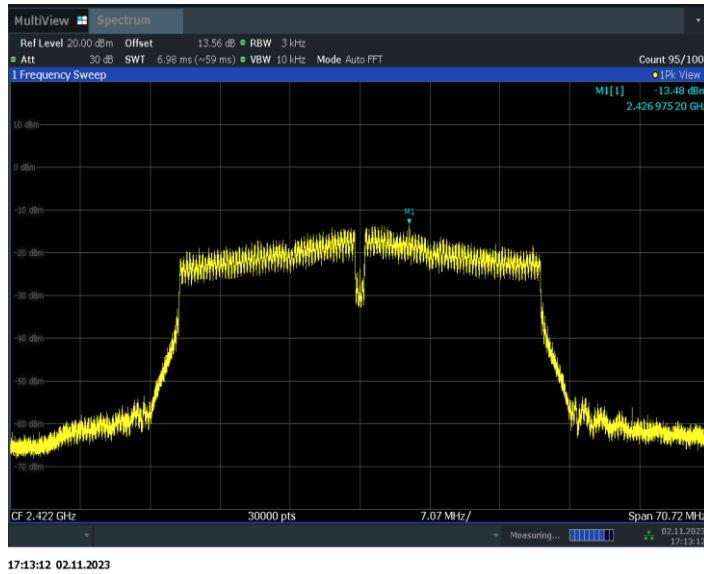 MultiView Spectrum
Ref Level 20.00 dBm Offset 13.56 dB RBW 3 kHz
Att 30 dB SWT 6.98 ms (~59 ms) VBW 10 kHz Mode Auto FFT Count 95/100
1 Frequency Sweep 1Pk View
M1[1] -13.48 dBm
2.426 975 20 GHz
10 dBm
0 dBm
-10 dBm
M1
-20 dBm
-30 dBm
-40 dBm
-50 dBm
-60 dBm
-70 dBm
CF 2.422 GHz 30000 pts 7.07 MHz/ Span 70.72 MHz
Measuring... 02.11.2023
17:13:12
17:13:12 02.11.2023